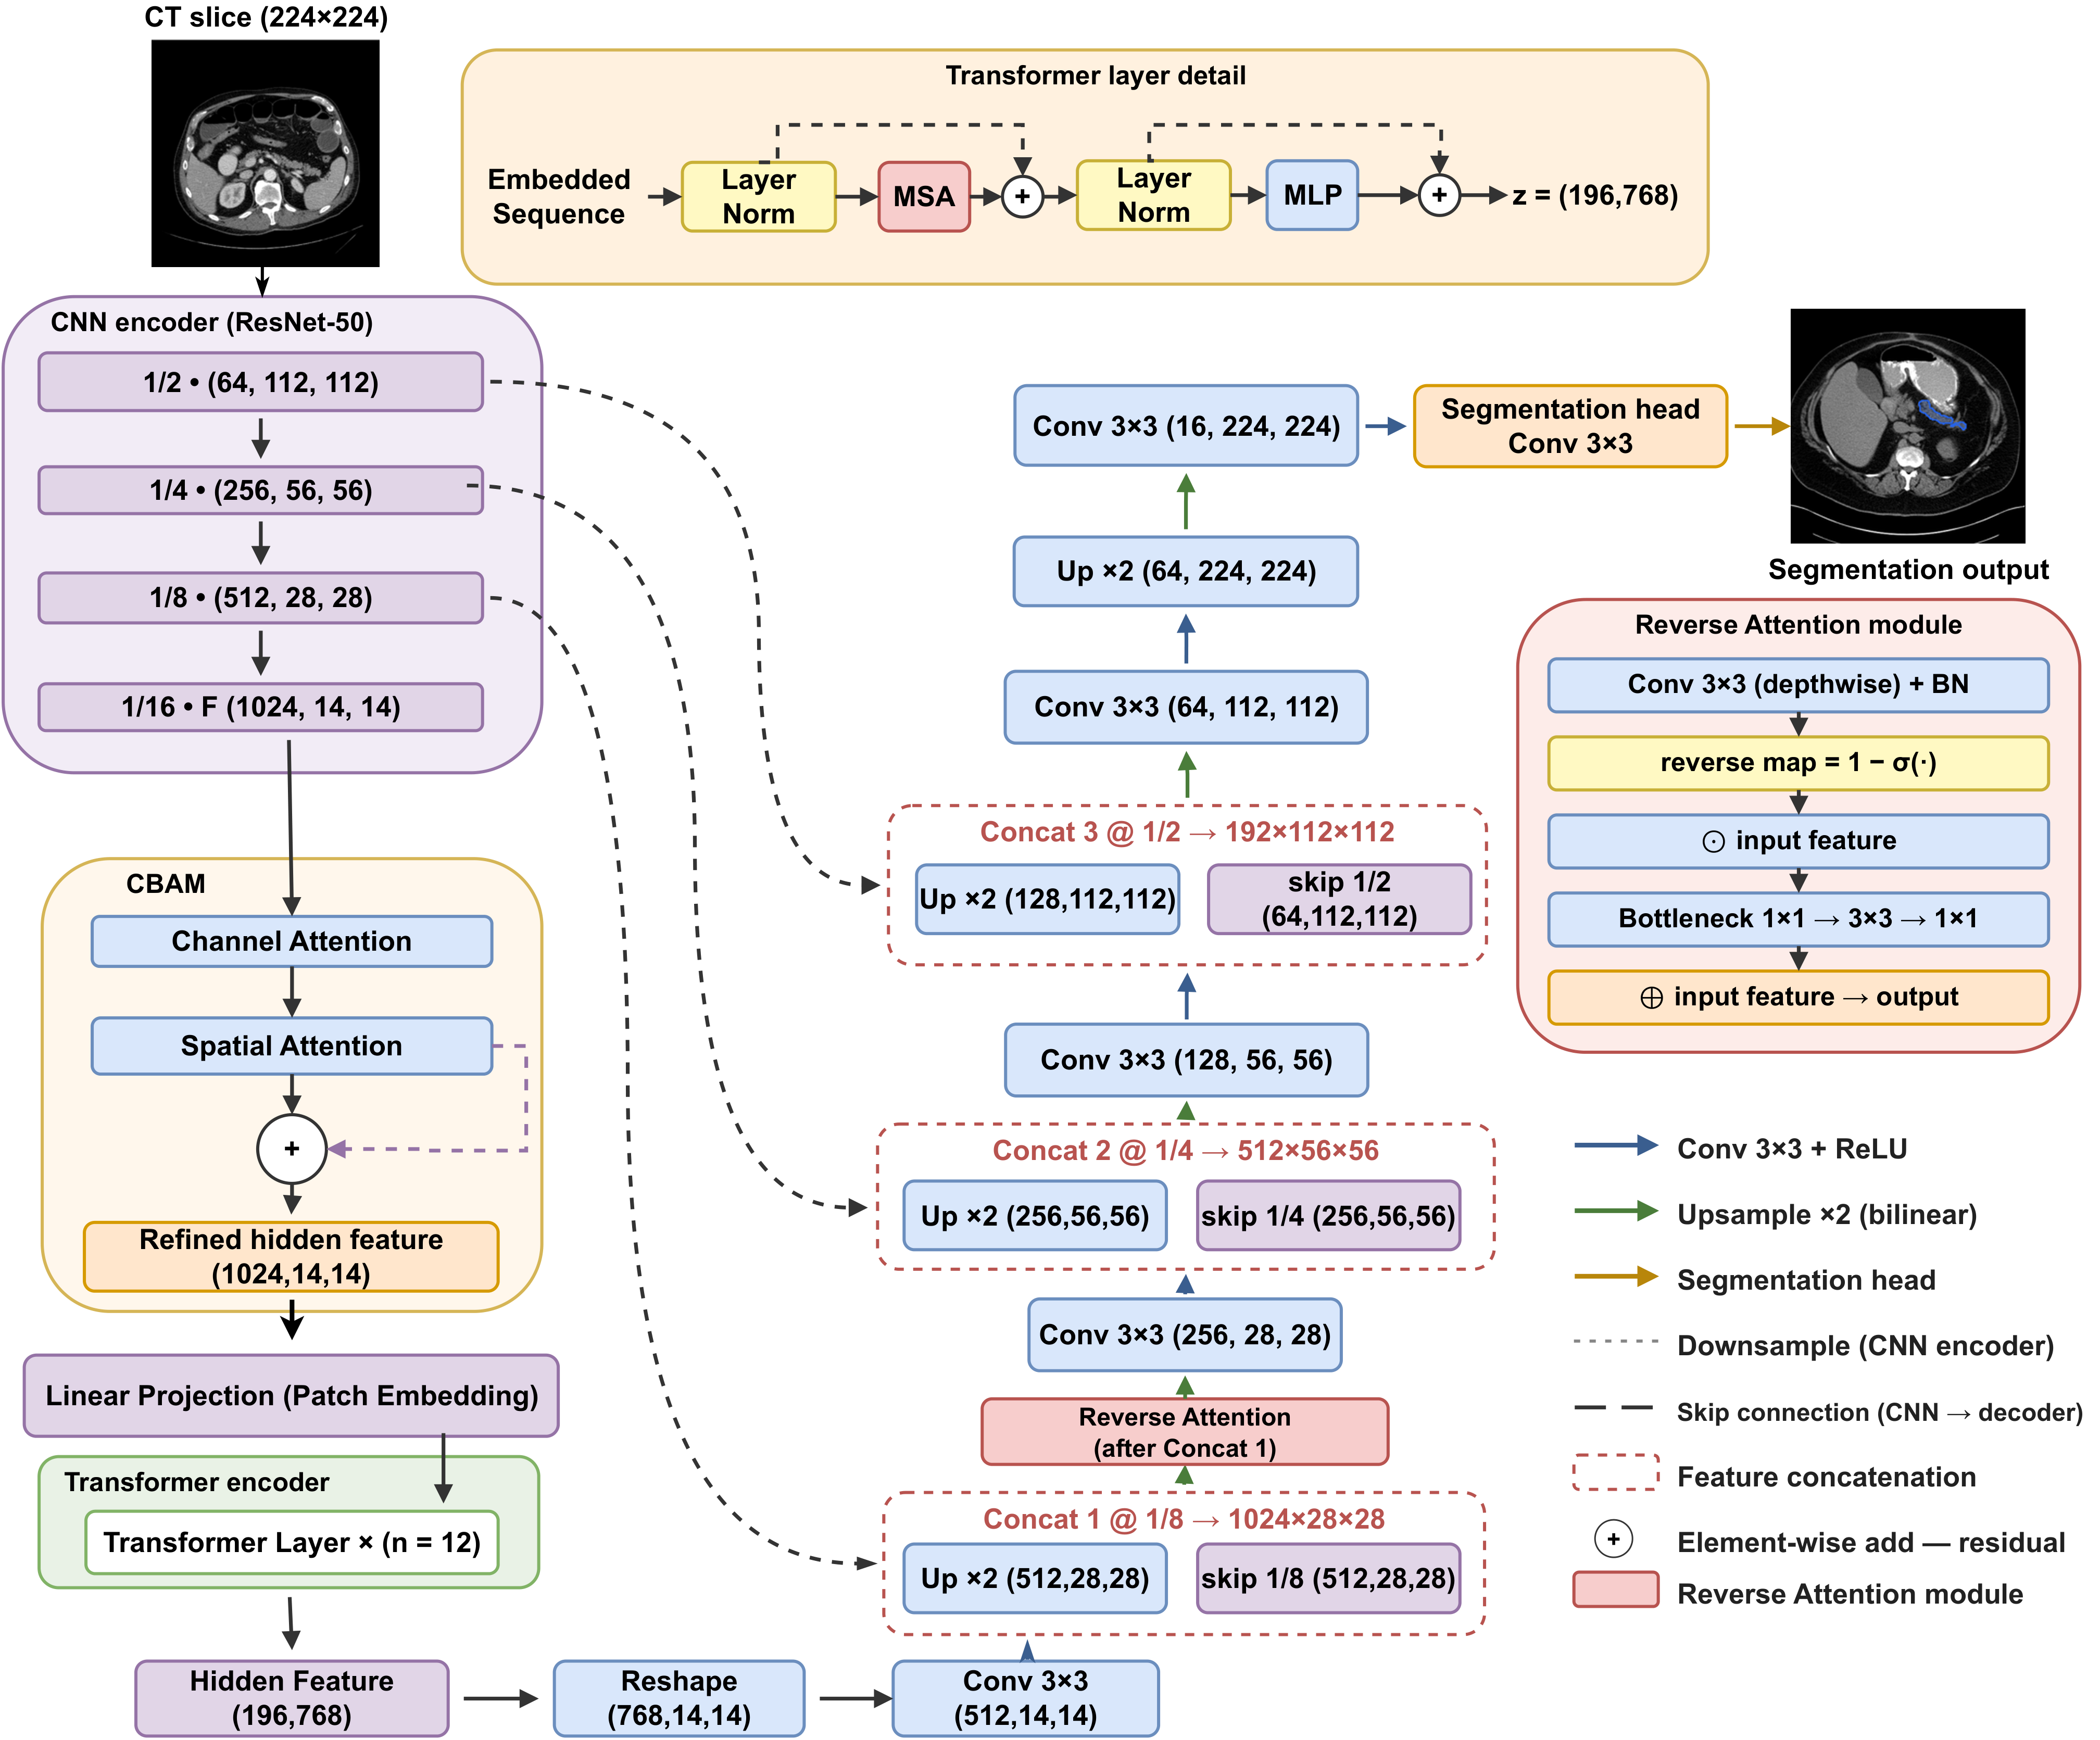 CT slice (224×224)
Transformer layer detail
Embedded
Sequence
Layer
Norm
MSA
+
Layer
Norm
MLP
+
z = (196,768)
CNN encoder (ResNet-50)
1/2 • (64, 112, 112)
1/4 • (256, 56, 56)
1/8 • (512, 28, 28)
1/16 • F (1024, 14, 14)
CBAM
Channel Attention
Spatial Attention
+
Refined hidden feature
(1024,14,14)
Linear Projection (Patch Embedding)
Transformer encoder
Transformer Layer × (n = 12)
Hidden Feature
(196,768)
Reshape
(768,14,14)
Conv 3×3
(512,14,14)
Concat 1 @ 1/8 → 1024×28×28
Up ×2 (512,28,28)
skip 1/8 (512,28,28)
Reverse Attention
(after Concat 1)
Conv 3×3 (256, 28, 28)
Concat 2 @ 1/4 → 512×56×56
Up ×2 (256,56,56)
skip 1/4 (256,56,56)
Conv 3×3 (128, 56, 56)
Concat 3 @ 1/2 → 192×112×112
Up ×2 (128,112,112)
skip 1/2
(64,112,112)
Conv 3×3 (64, 112, 112)
Up ×2 (64, 224, 224)
Conv 3×3 (16, 224, 224)
Segmentation head
Conv 3×3
Segmentation output
Reverse Attention module
Conv 3×3 (depthwise) + BN
reverse map = 1 − σ(·)
⊙ input feature
Bottleneck 1×1 → 3×3 → 1×1
⊕ input feature → output
Conv 3×3 + ReLU
Upsample ×2 (bilinear)
Segmentation head
Downsample (CNN encoder)
Skip connection (CNN → decoder)
Feature concatenation
+
Element-wise add — residual
Reverse Attention module